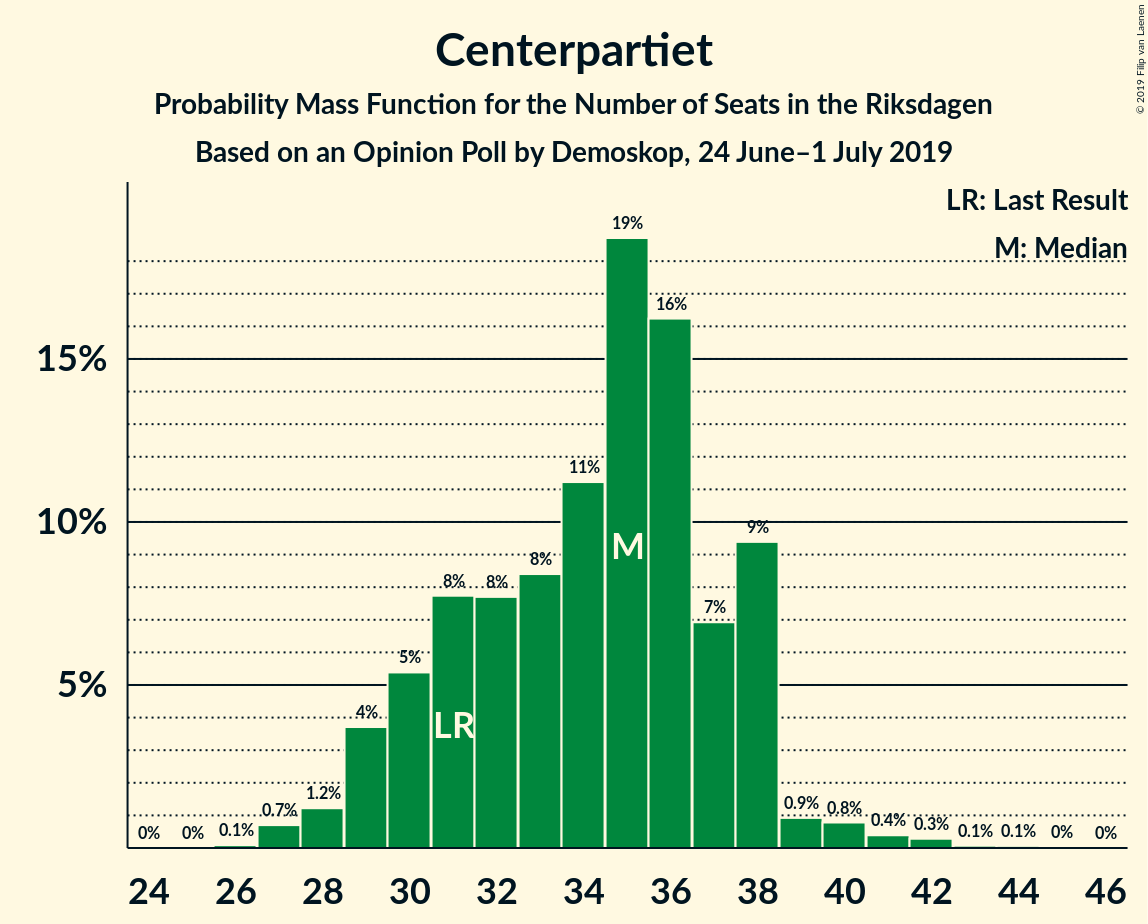 Centerpartiet
Probability Mass Function for the Number of Seats in the Riksdagen
Based on an Opinion Poll by Demoskop, 24 June–1 July 2019
© 2019 Filip van Laenen
LR: Last Result
M: Median
19%
16%
15%
11%
10%
9%
M
8%
8%
8%
7%
5%
5%
4%
LR
1.2%
0.7%
0.9%
0.8%
0.4%
0.3%
0%
0%
0.1%
0.1%
0.1%
0%
0%
24 26 28 30 32 34 36 38 40 42 44 46